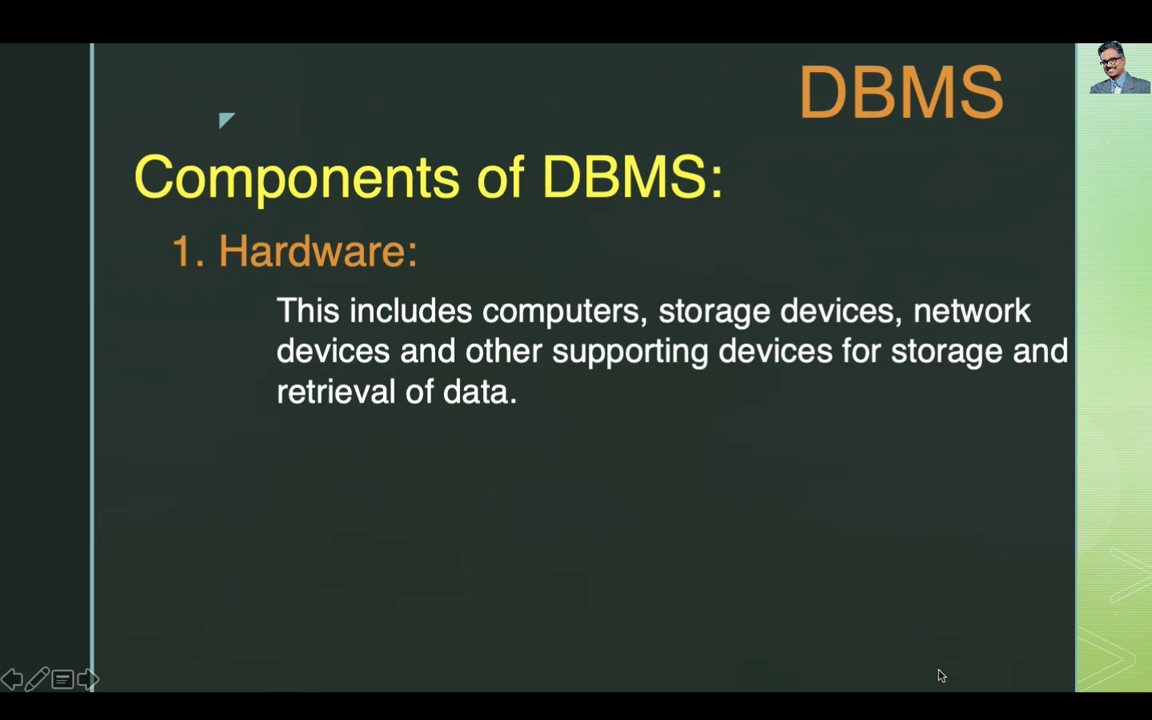 DBMS
Components of DBMS:
1. Hardware:
This includes computers, storage devices, network
devices and other supporting devices for storage and
retrieval of data.